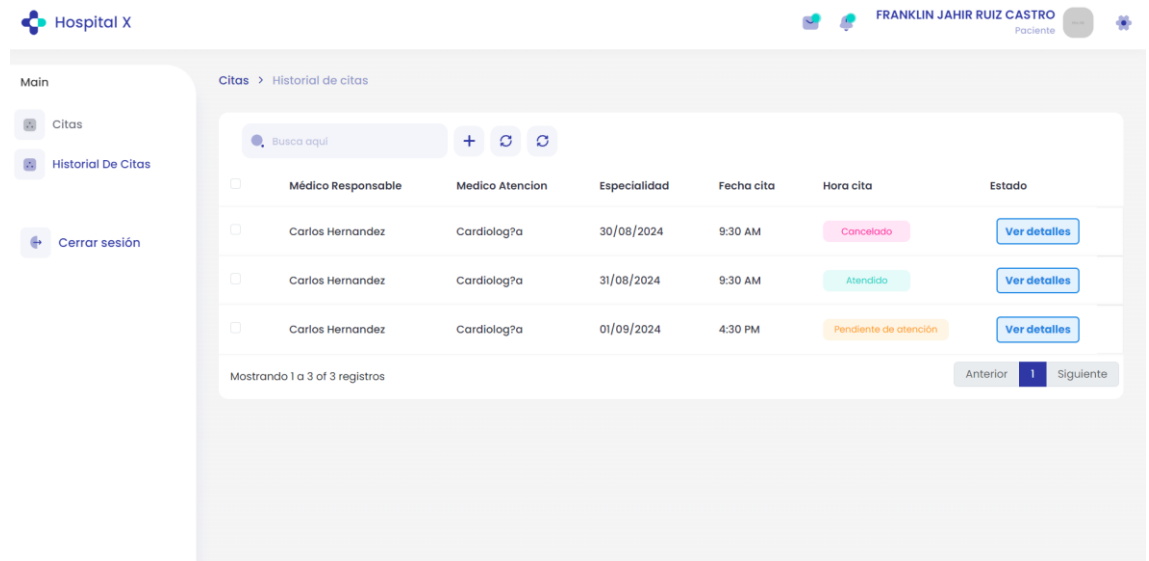 Hospital X
FRANKLIN JAHIR RUIZ CASTRO
Paciente
Main
Citas
Historial De Citas
Cerrar sesión
Citas > Historial de citas
Busca aquí
Médico Responsable Medico Atencion Especialidad Fecha cita Hora cita Estado
Carlos Hernandez Cardiolog?a 30/08/2024 9:30 AM Cancelado Ver detalles
Carlos Hernandez Cardiolog?a 31/08/2024 9:30 AM Atendido Ver detalles
Carlos Hernandez Cardiolog?a 01/09/2024 4:30 PM Pendiente de atención Ver detalles
Mostrando 1 a 3 of 3 registros
Anterior 1 Siguiente